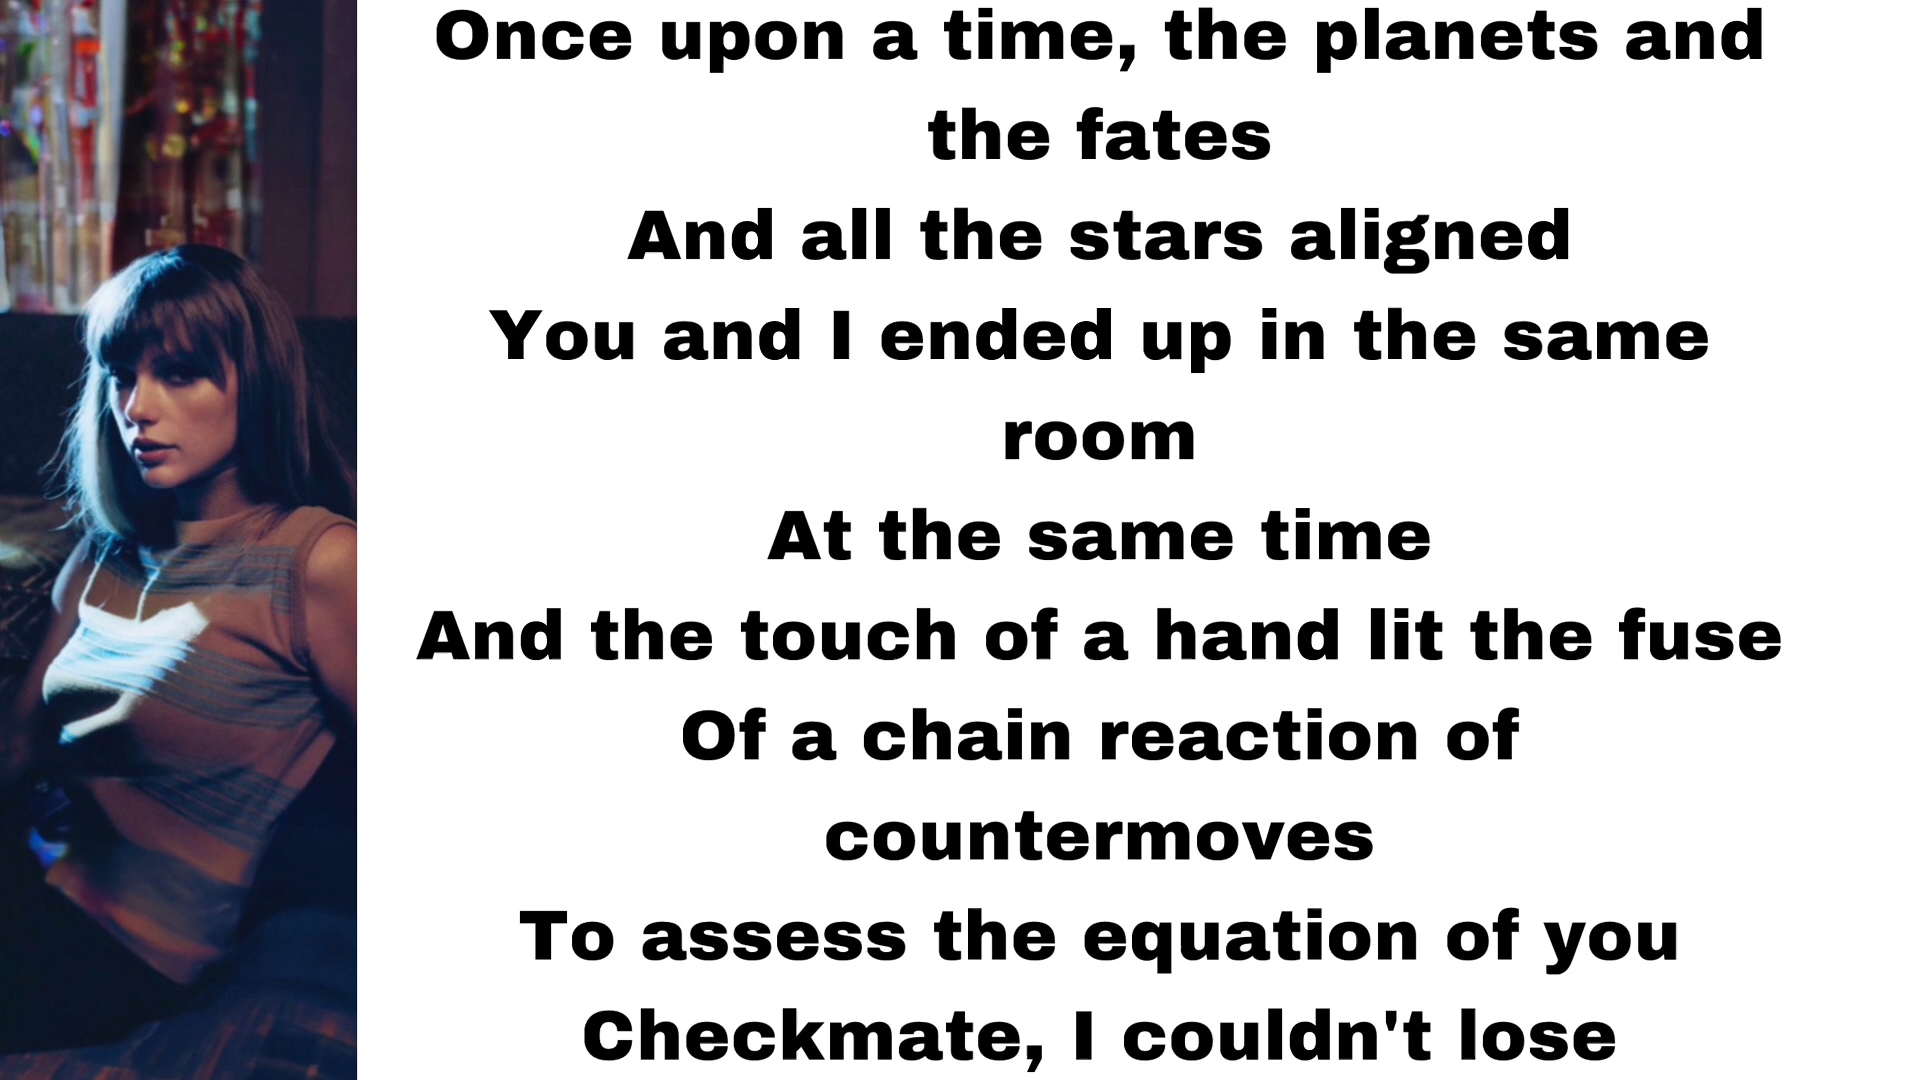 Once upon a time, the planets and
the fates
And all the stars aligned
You and I ended up in the same
room
At the same time
And the touch of a hand lit the fuse
Of a chain reaction of
countermoves
To assess the equation of you
Checkmate, I couldn't lose